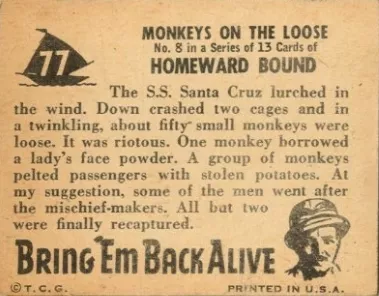 77
MONKEYS ON THE LOOSE
No. 8 in a Series of 13 Cards of
HOMEWARD BOUND
The S.S. Santa Cruz lurched in
the wind. Down crashed two cages and in
a twinkling, about fifty small monkeys were
loose. It was riotous. One monkey borrowed
a lady's face powder. A group of monkeys
pelted passengers with stolen potatoes. At
my suggestion, some of the men went after
the mischief-makers. All but two
were finally recaptured.
BRING 'EM BACK ALIVE
©T.C.G. PRINTED IN U.S.A.